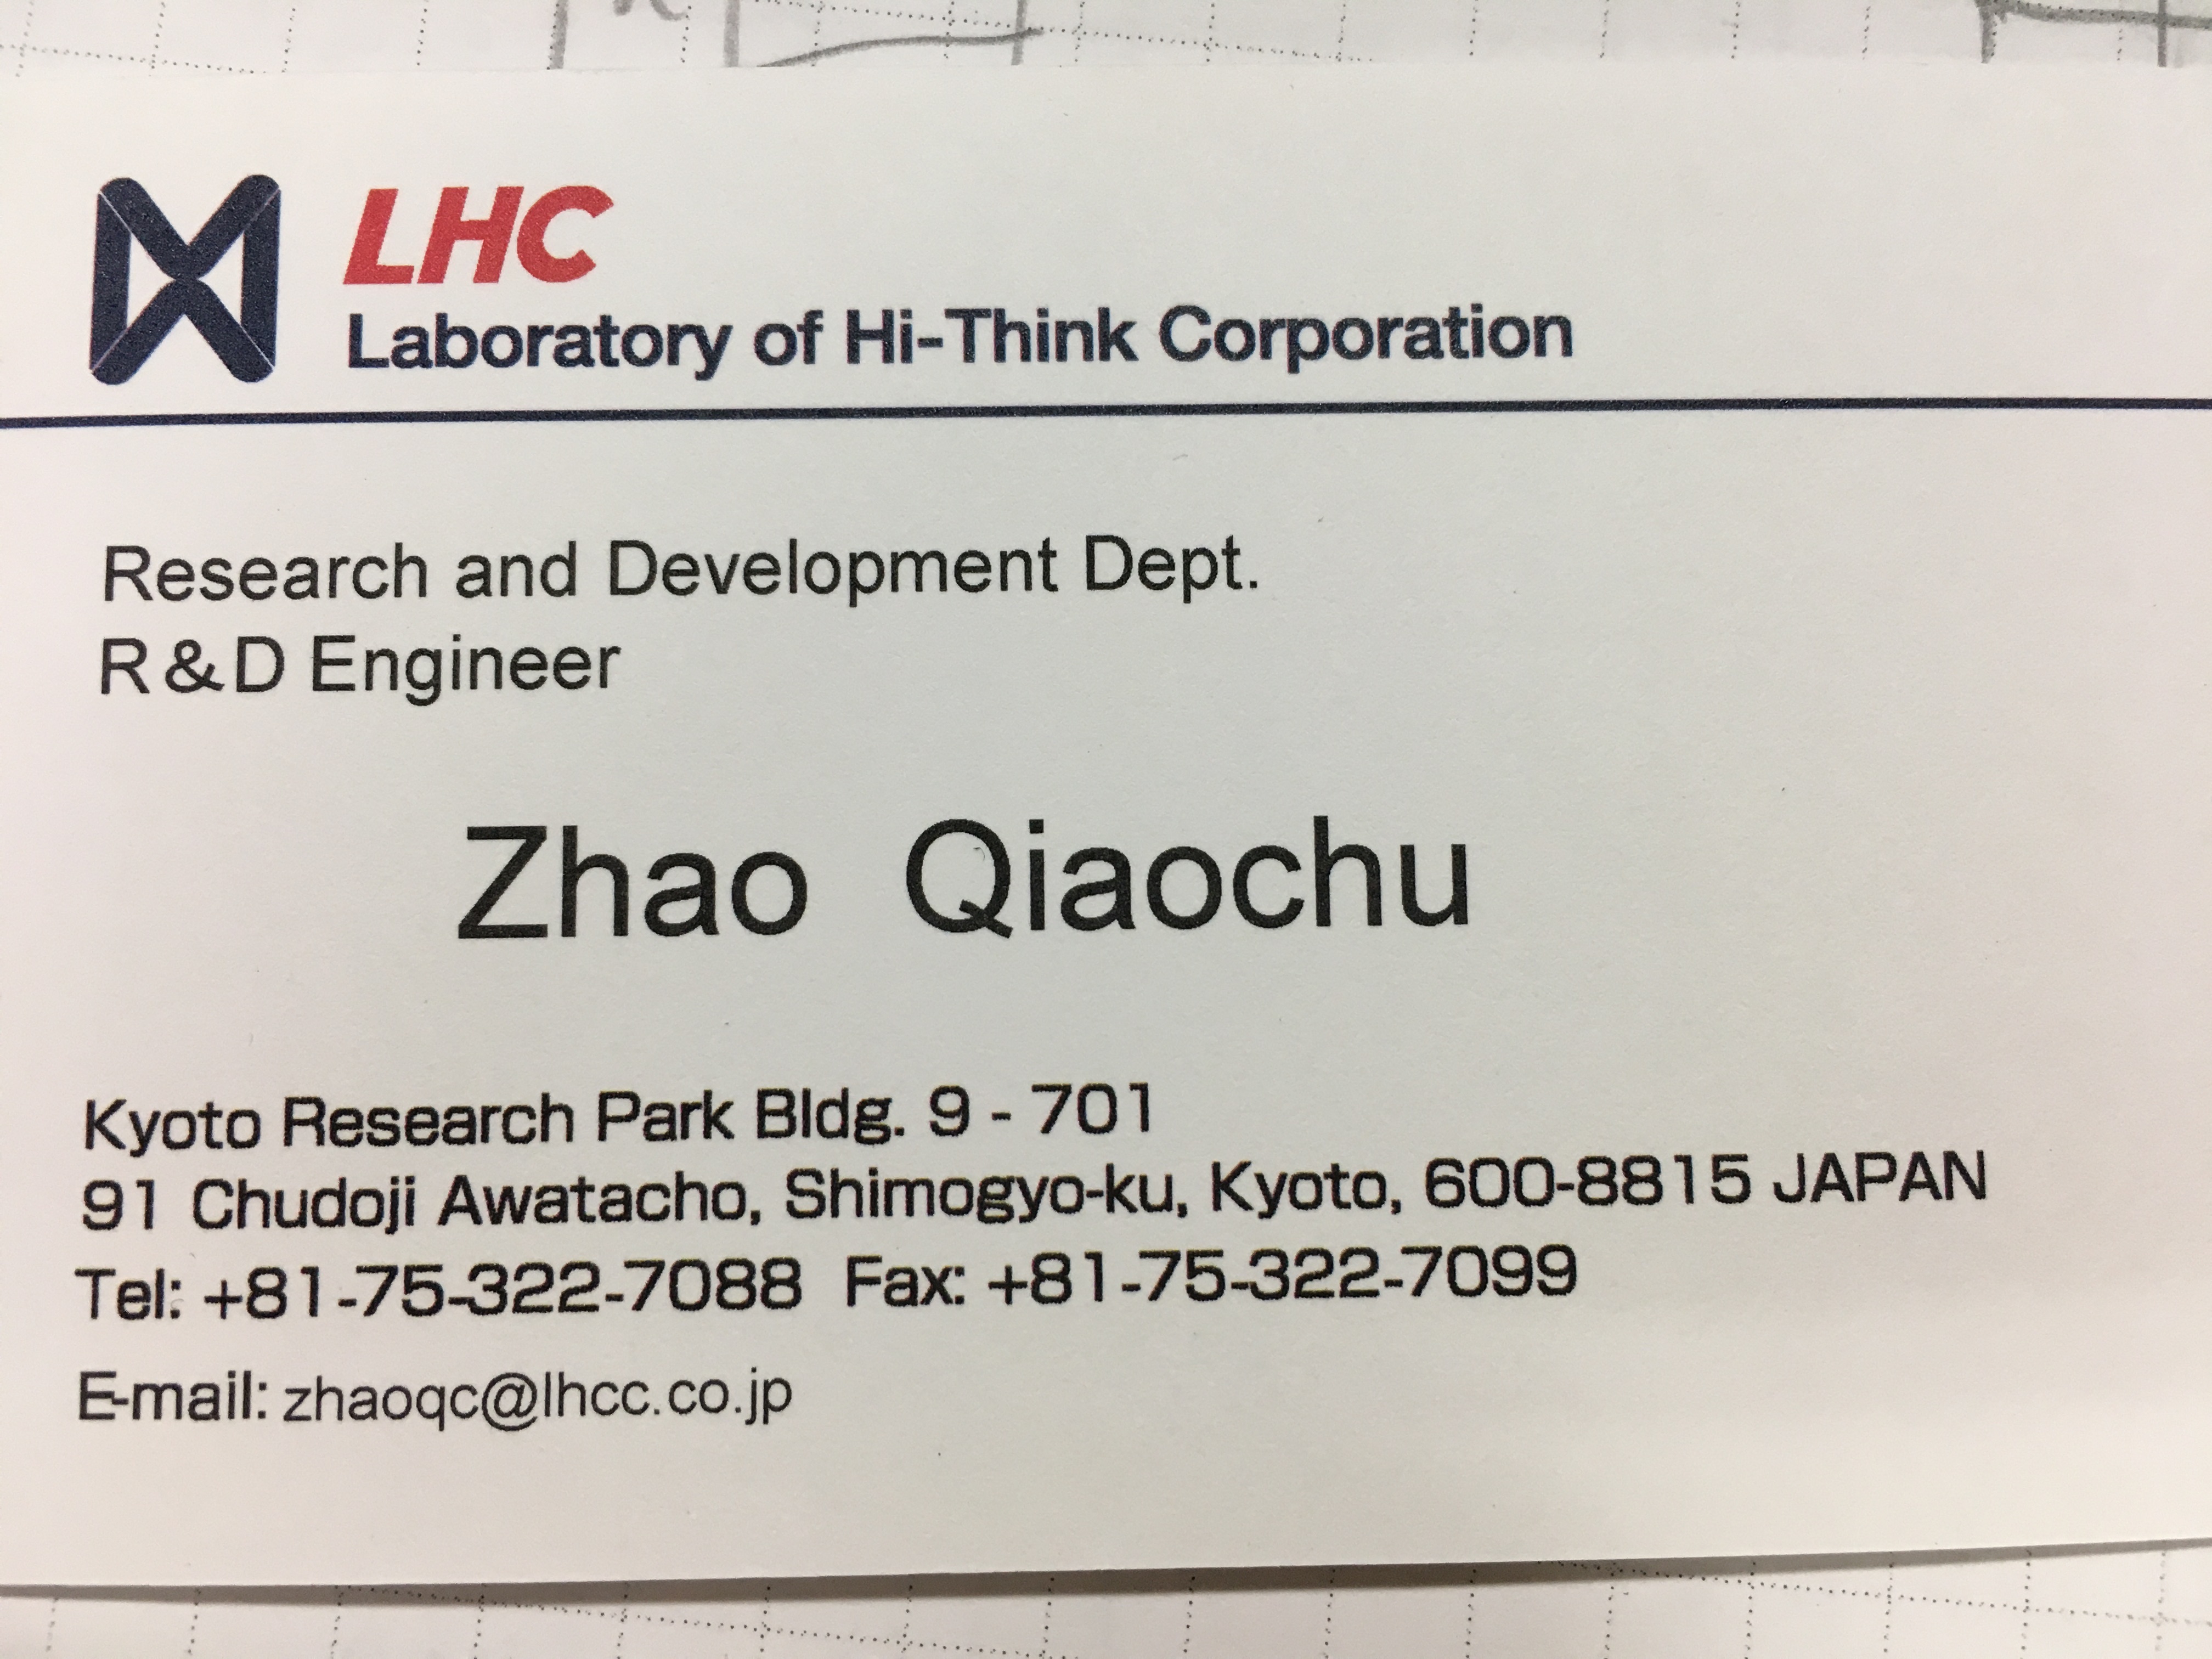 LHC
Laboratory of Hi-Think Corporation
Research and Development Dept.
R&D Engineer
Zhao Qiaochu
Kyoto Research Park Bldg. 9 - 701
91 Chudoji Awatacho, Shimogyo-ku, Kyoto, 600-8815 JAPAN
Tel: +81-75-322-7088 Fax: +81-75-322-7099
E-mail: zhaoqc@lhcc.co.jp